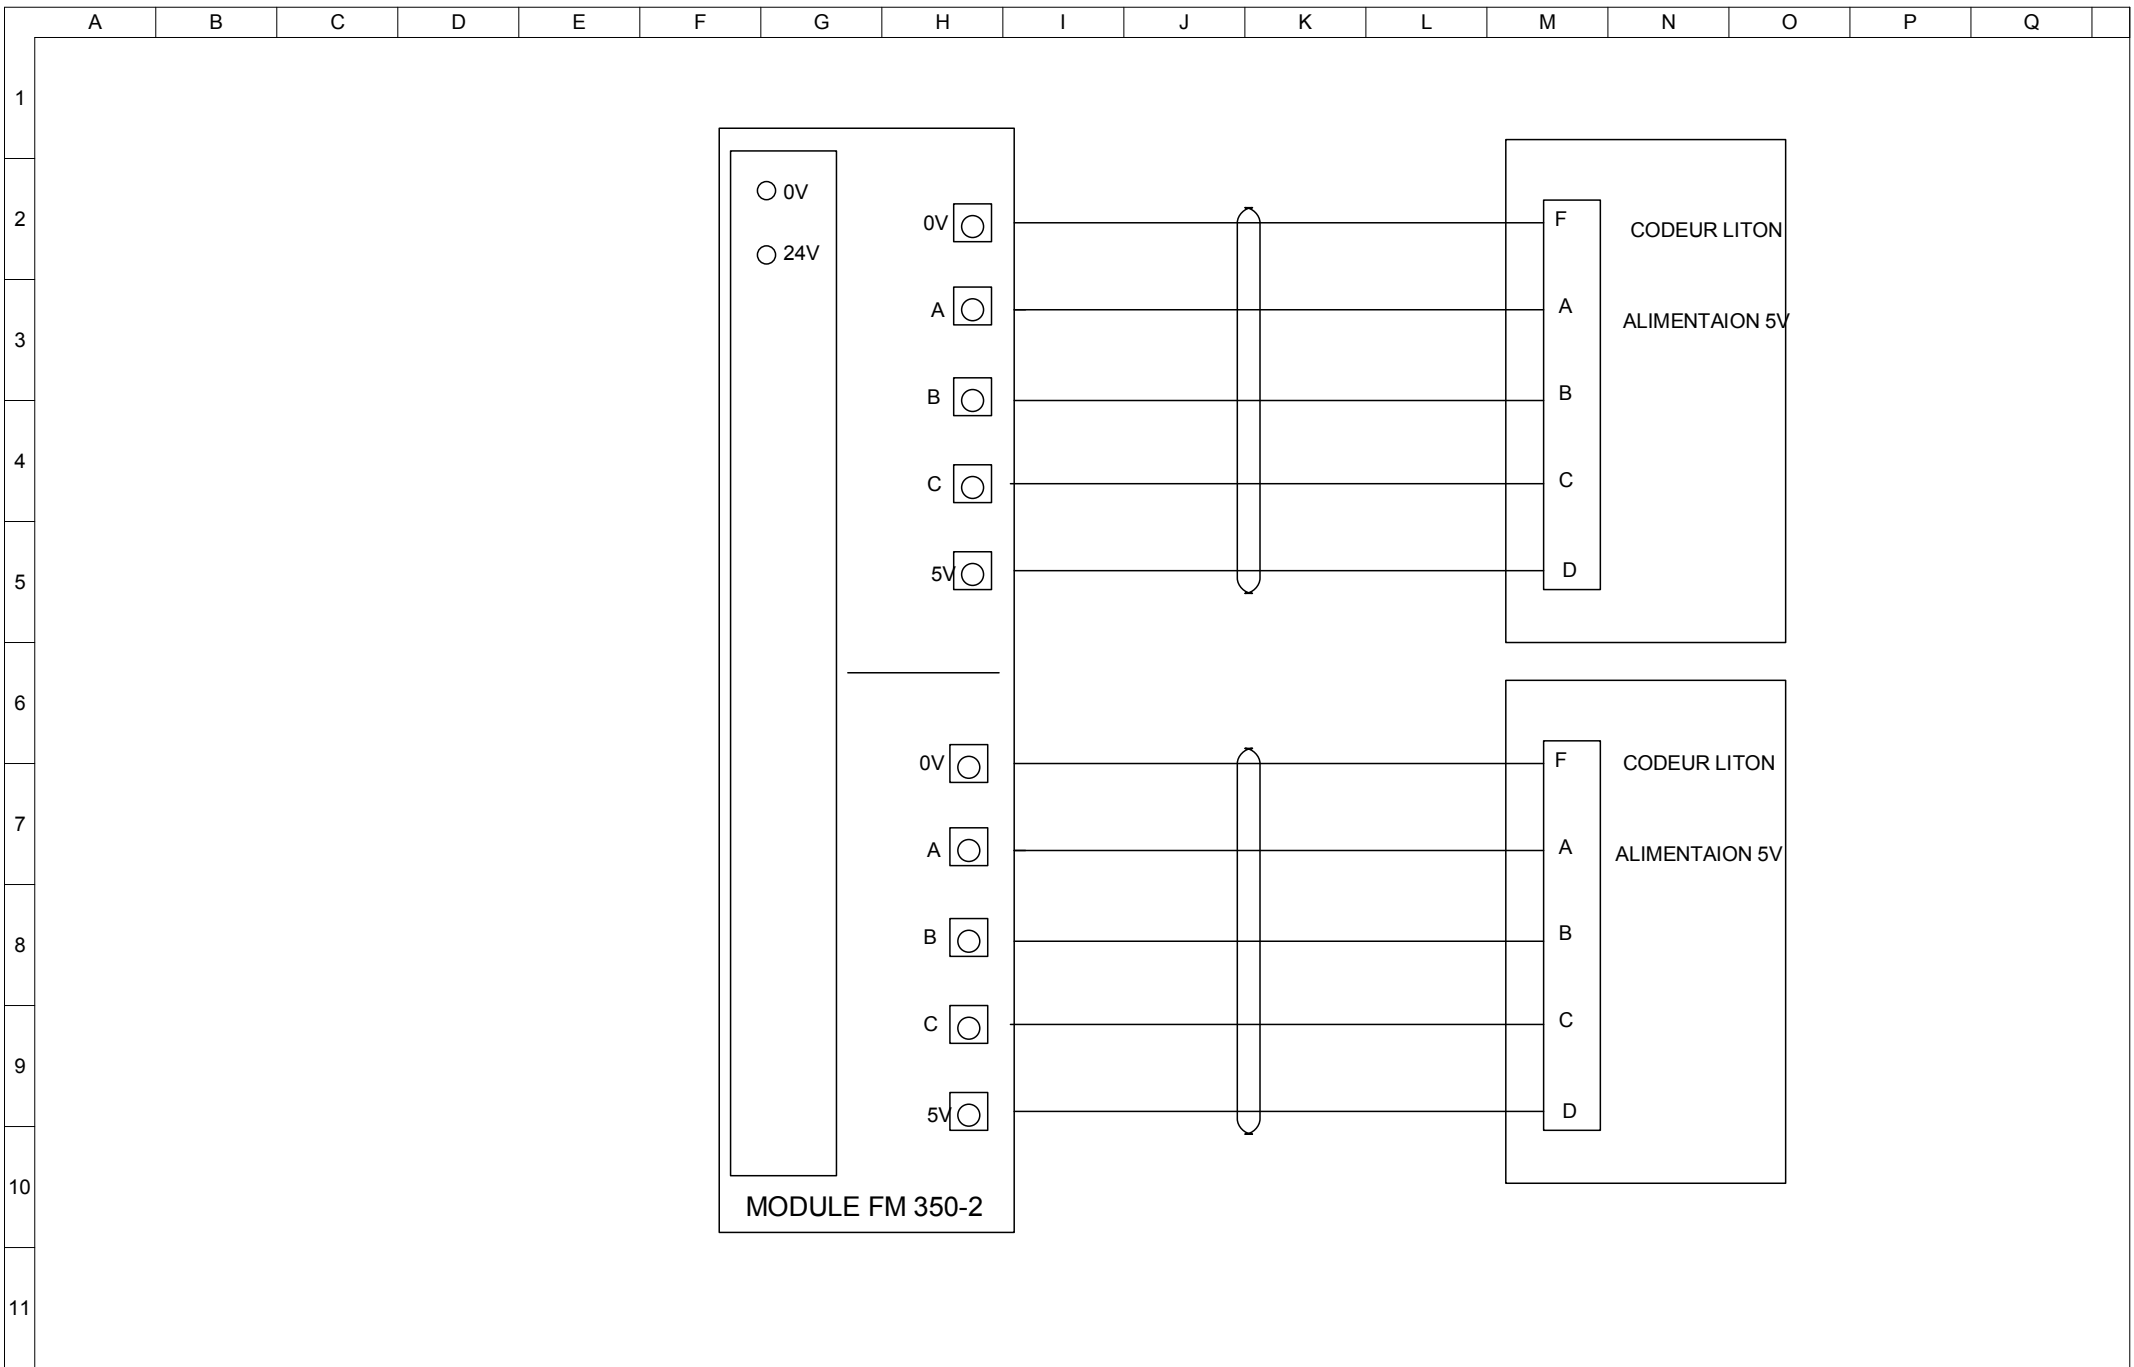 A B C D E F G H I J K L M N O P Q
1
2
3
4
5
6
7
8
9
10
11
0V
24V
0V
A
B
C
5V
F
A
B
C
D
CODEUR LITON
ALIMENTAION 5V
0V
A
B
C
5V
F
A
B
C
D
CODEUR LITON
ALIMENTAION 5V
MODULE FM 350-2